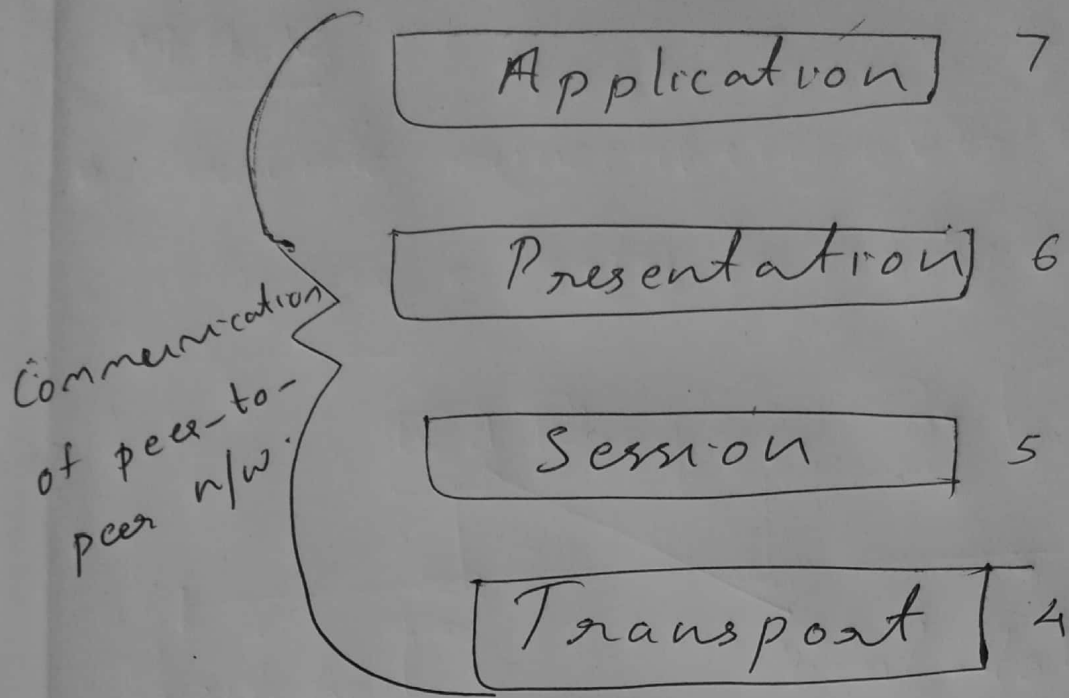 Application 7
Presentation 6
Communication
of peer-to-
peer n/w.
Session 5
Transport 4